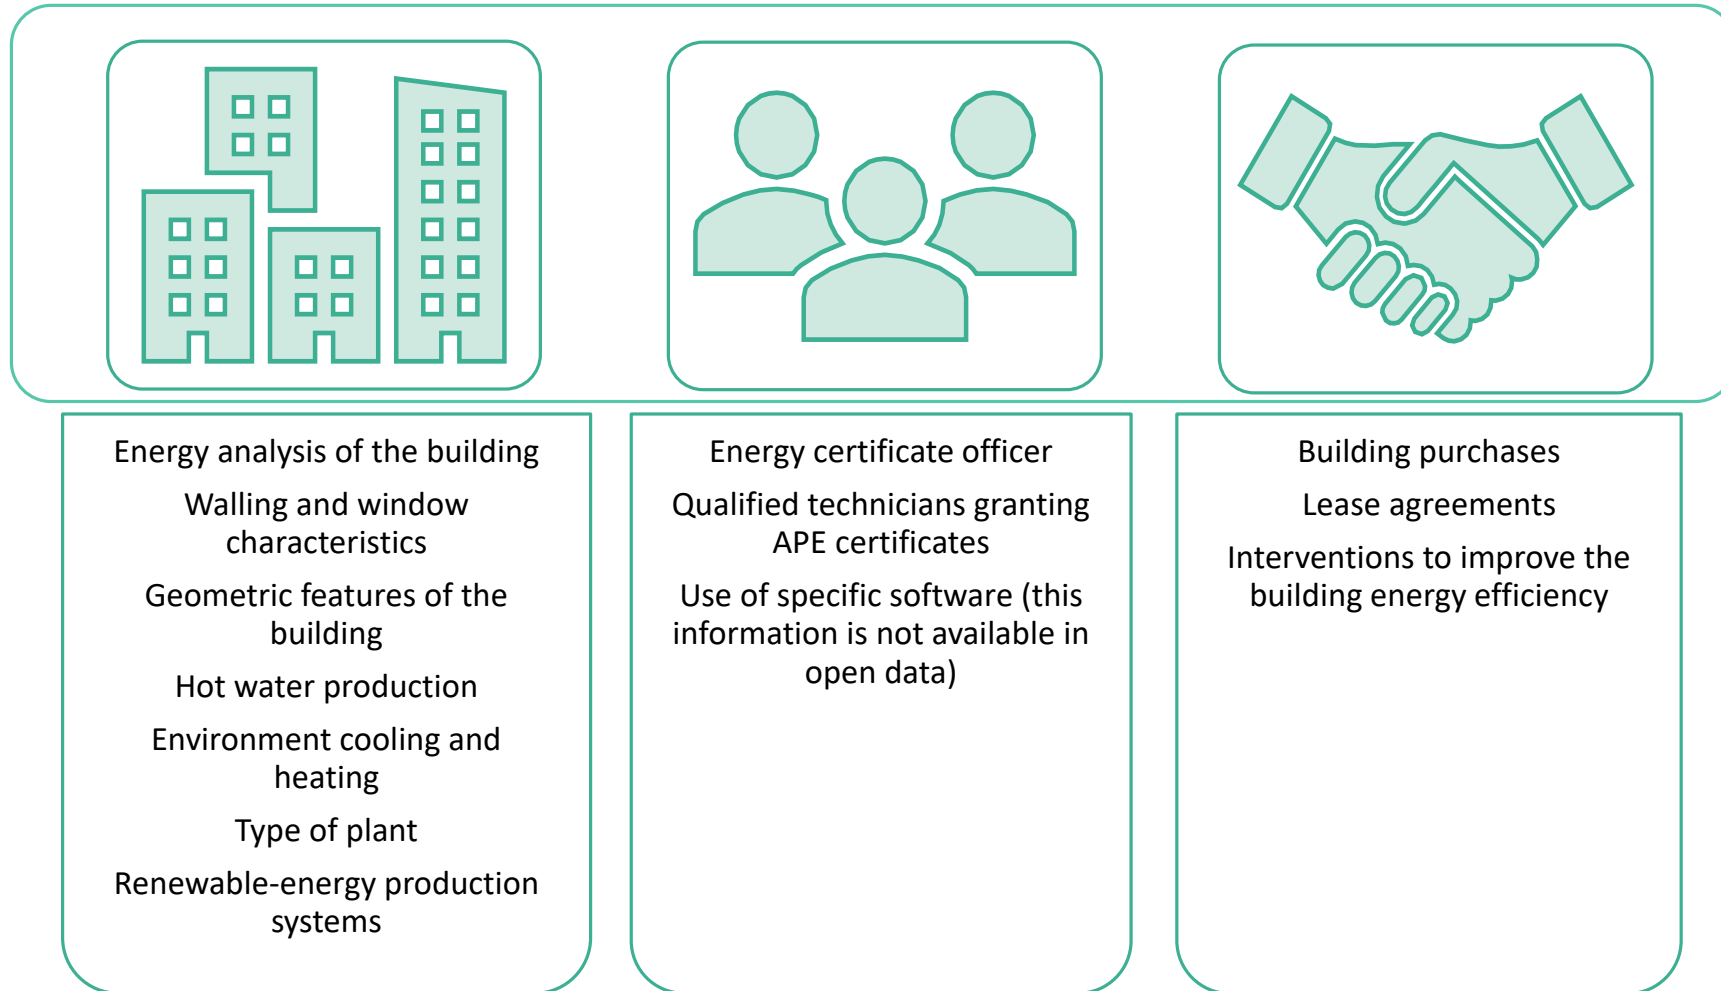 Energy analysis of the building
Walling and window
characteristics
Geometric features of the
building
Hot water production
Environment cooling and
heating
Type of plant
Renewable-energy production
systems
Energy certificate officer
Qualified technicians granting
APE certificates
Use of specific software (this
information is not available in
open data)
Building purchases
Lease agreements
Interventions to improve the
building energy efficiency